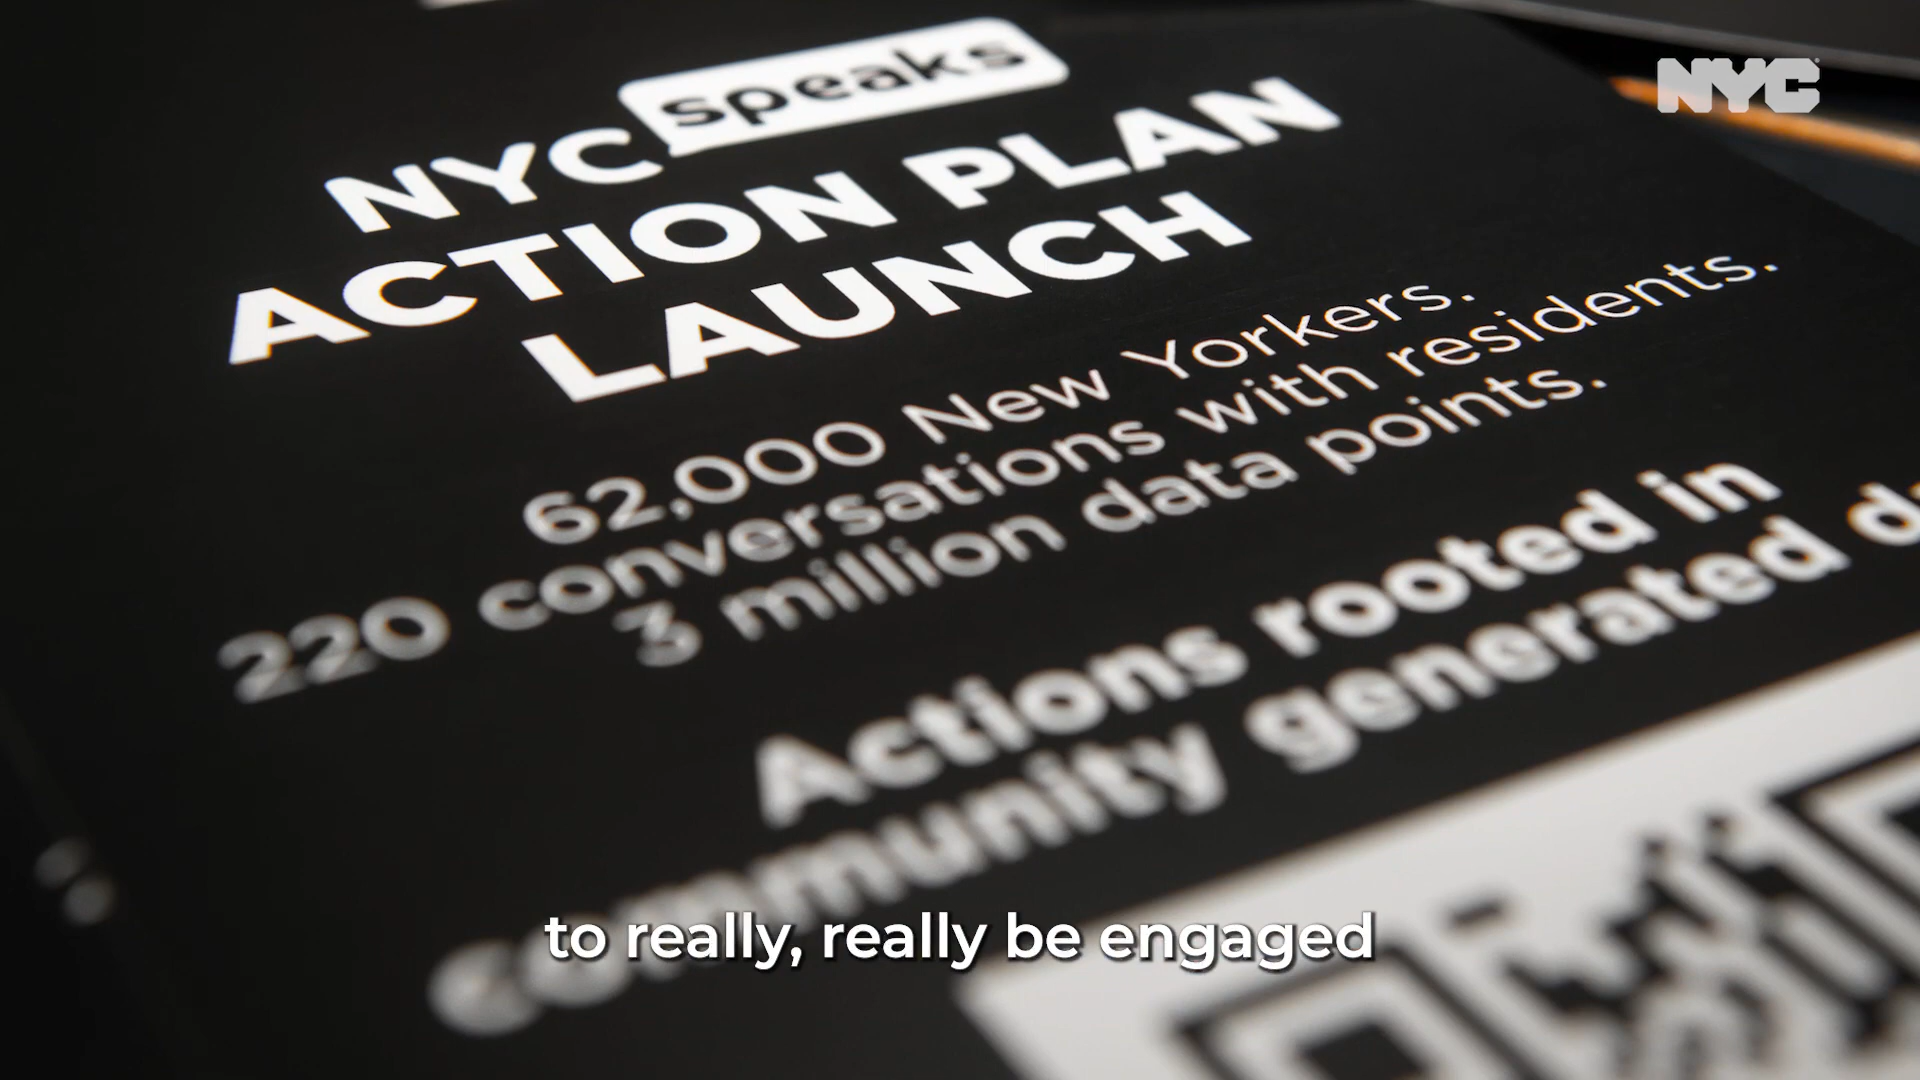 NYC speaks
ACTION PLAN
LAUNCH
62,000 New Yorkers.
220 conversations with residents.
3 million data points.
Actions rooted in
community generated
to really, really be engaged
NYC